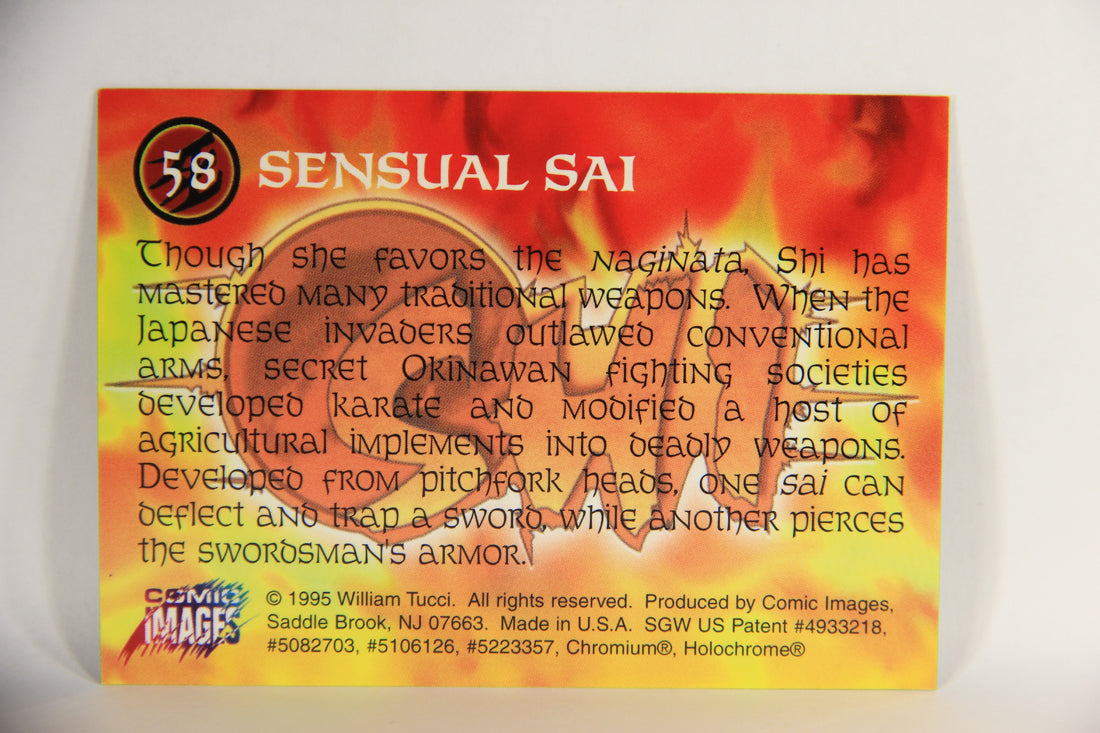 58 SENSUAL SAI
Though she favors the naginata, Shi has
mastered many traditional weapons. When the
Japanese invaders outlawed conventional
arms, secret Okinawan fighting societies
developed karate and modified a host of
agricultural implements into deadly weapons.
Developed from pitchfork heads, one sai can
deflect and trap a sword, while another pierces
the swordsman's armor.
SHI
COMIC
IMAGES
© 1995 William Tucci. All rights reserved. Produced by Comic Images,
Saddle Brook, NJ 07663. Made in U.S.A. SGW US Patent #4933218,
#5082703, #5106126, #5223357, Chromium®, Holochrome®